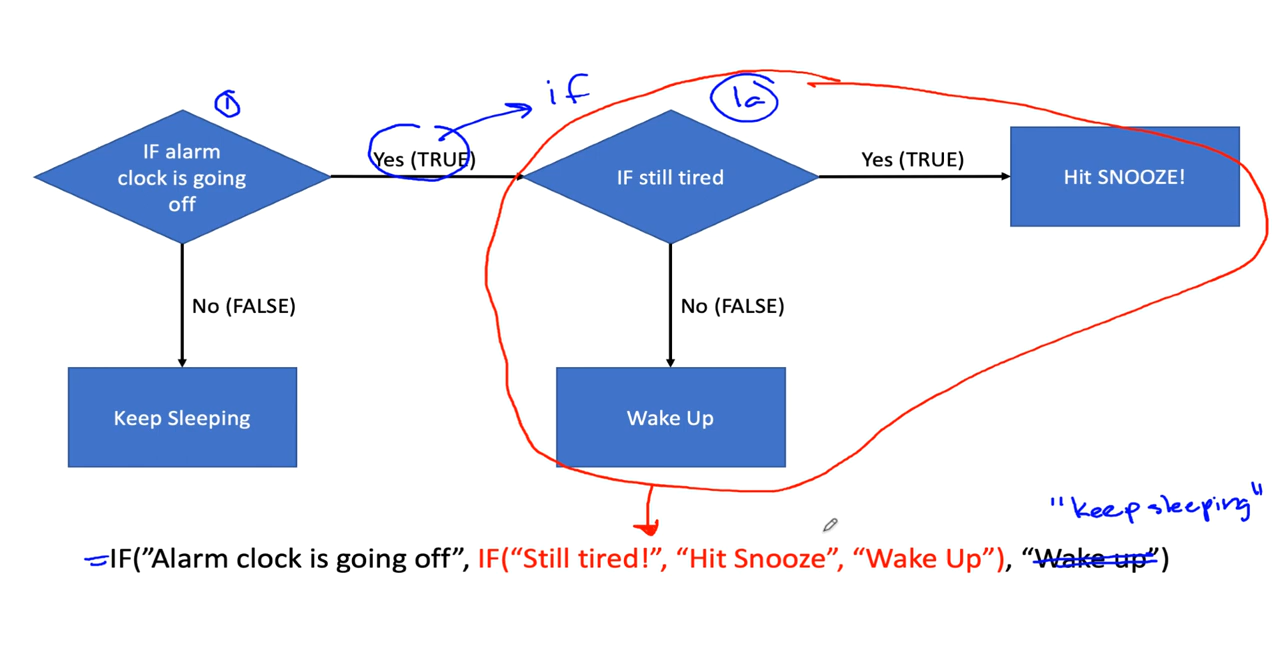 ①
if
1a
IF alarm
clock is going
off
Yes (TRUE)
IF still tired
Yes (TRUE)
Hit SNOOZE!
No (FALSE)
No (FALSE)
Keep Sleeping
Wake Up
"keep sleeping"
=IF(”Alarm clock is going off”, IF(“Still tired!”, “Hit Snooze”, “Wake Up”), “Wake up”)